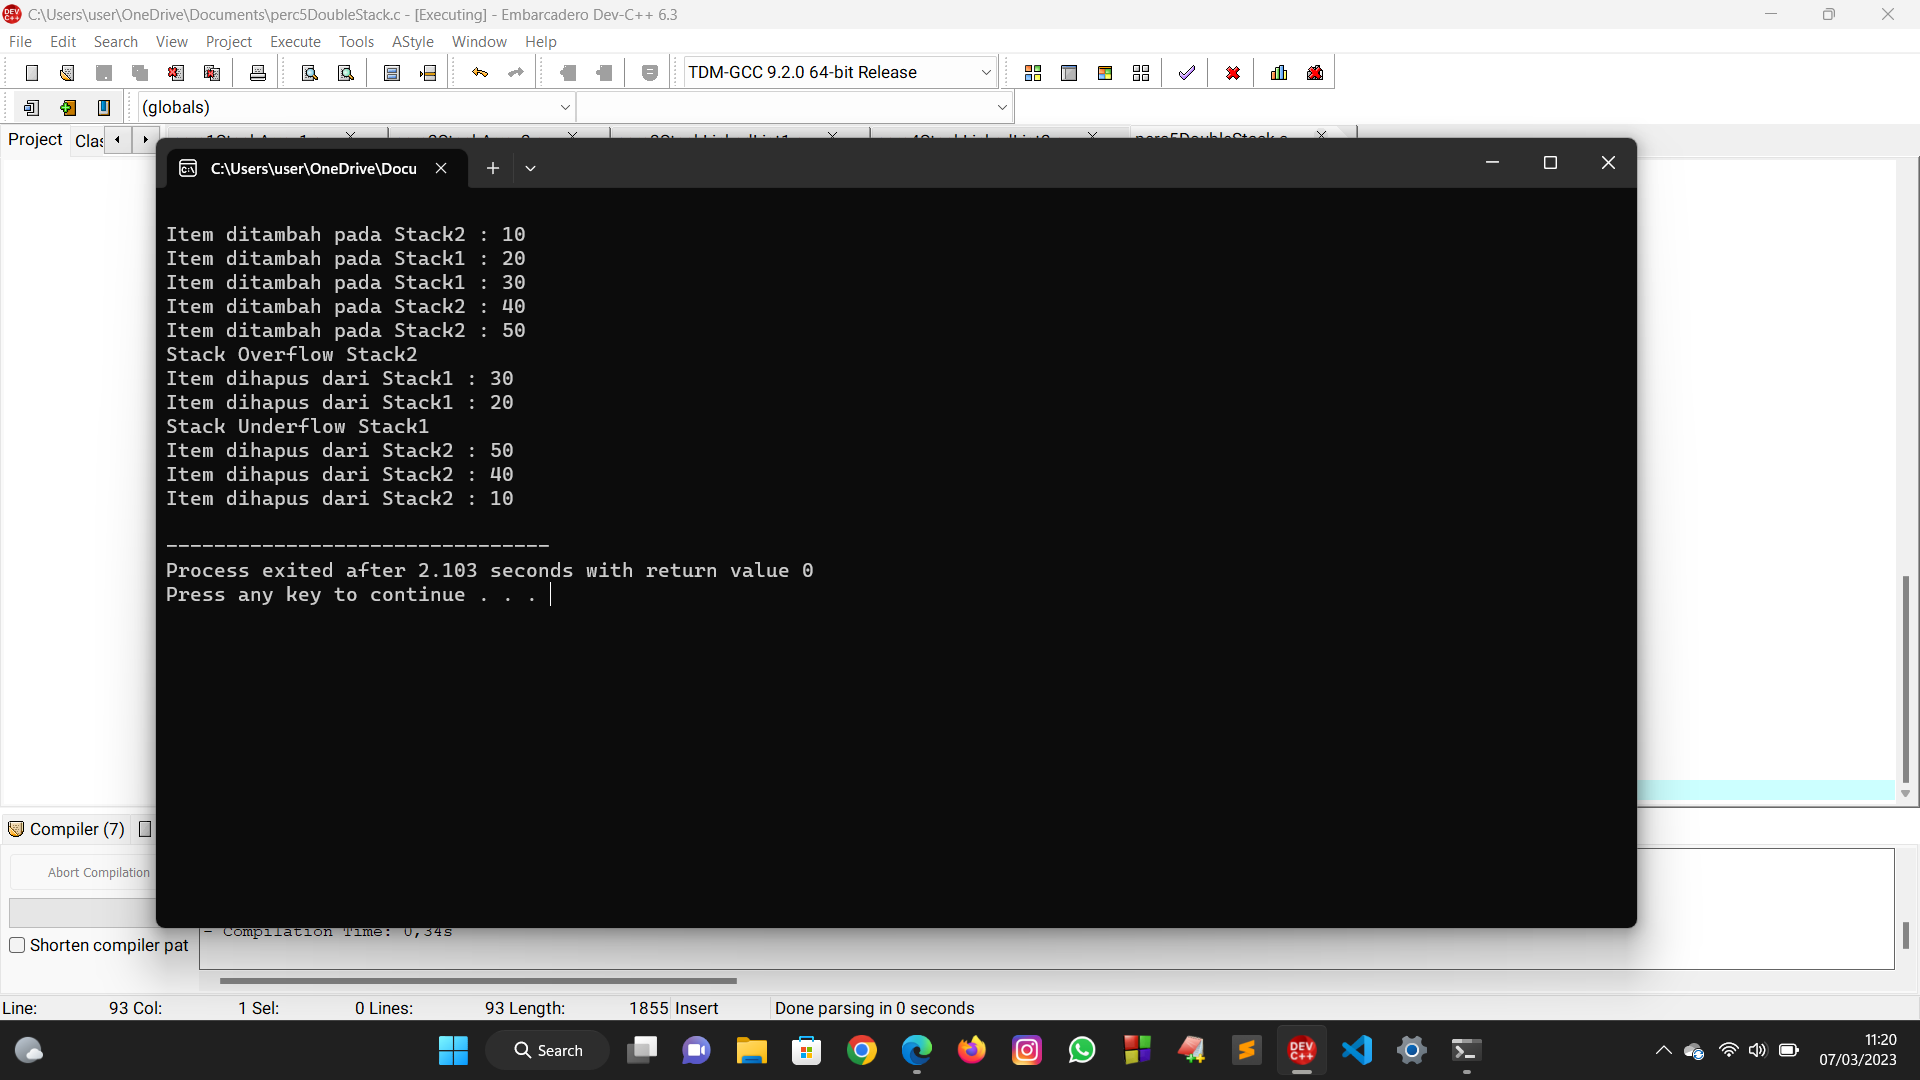 C:\Users\user\OneDrive\Documents\perc5DoubleStack.c - [Executing] - Embarcadero Dev-C++ 6.3
File Edit Search View Project Execute Tools AStyle Window Help
TDM-GCC 9.2.0 64-bit Release
(globals)
Project Clas
perc5DoubleStack.c
C:\Users\user\OneDrive\Docu
Item ditambah pada Stack2 : 10
Item ditambah pada Stack1 : 20
Item ditambah pada Stack1 : 30
Item ditambah pada Stack2 : 40
Item ditambah pada Stack2 : 50
Stack Overflow Stack2
Item dihapus dari Stack1 : 30
Item dihapus dari Stack1 : 20
Stack Underflow Stack1
Item dihapus dari Stack2 : 50
Item dihapus dari Stack2 : 40
Item dihapus dari Stack2 : 10
--------------------------------
Process exited after 2.103 seconds with return value 0
Press any key to continue . . .
Compiler (7)
Abort Compilation
Shorten compiler pat
- Compilation Time: 0,34s
Line: 93 Col: 1 Sel: 0 Lines: 93 Length: 1855 Insert Done parsing in 0 seconds
Search
DEV C++
11:20
07/03/2023